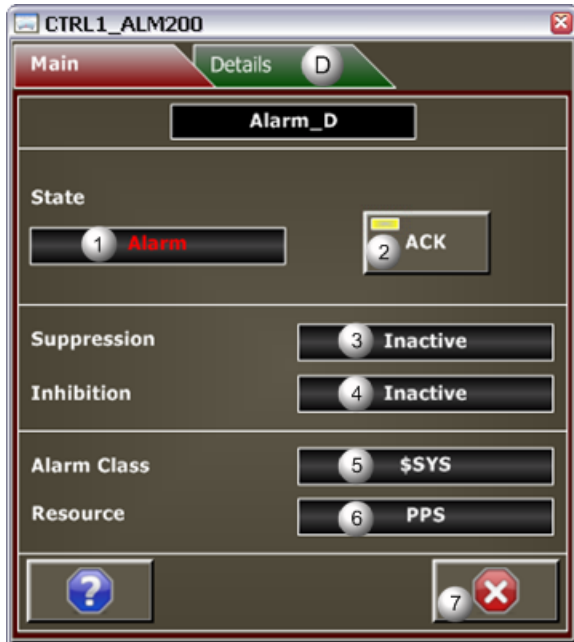 CTRL1_ALM200
Main Details D
Alarm_D
State
1 Alarm
2 ACK
Suppression 3 Inactive
Inhibition 4 Inactive
Alarm Class 5 $SYS
Resource 6 PPS
? 7